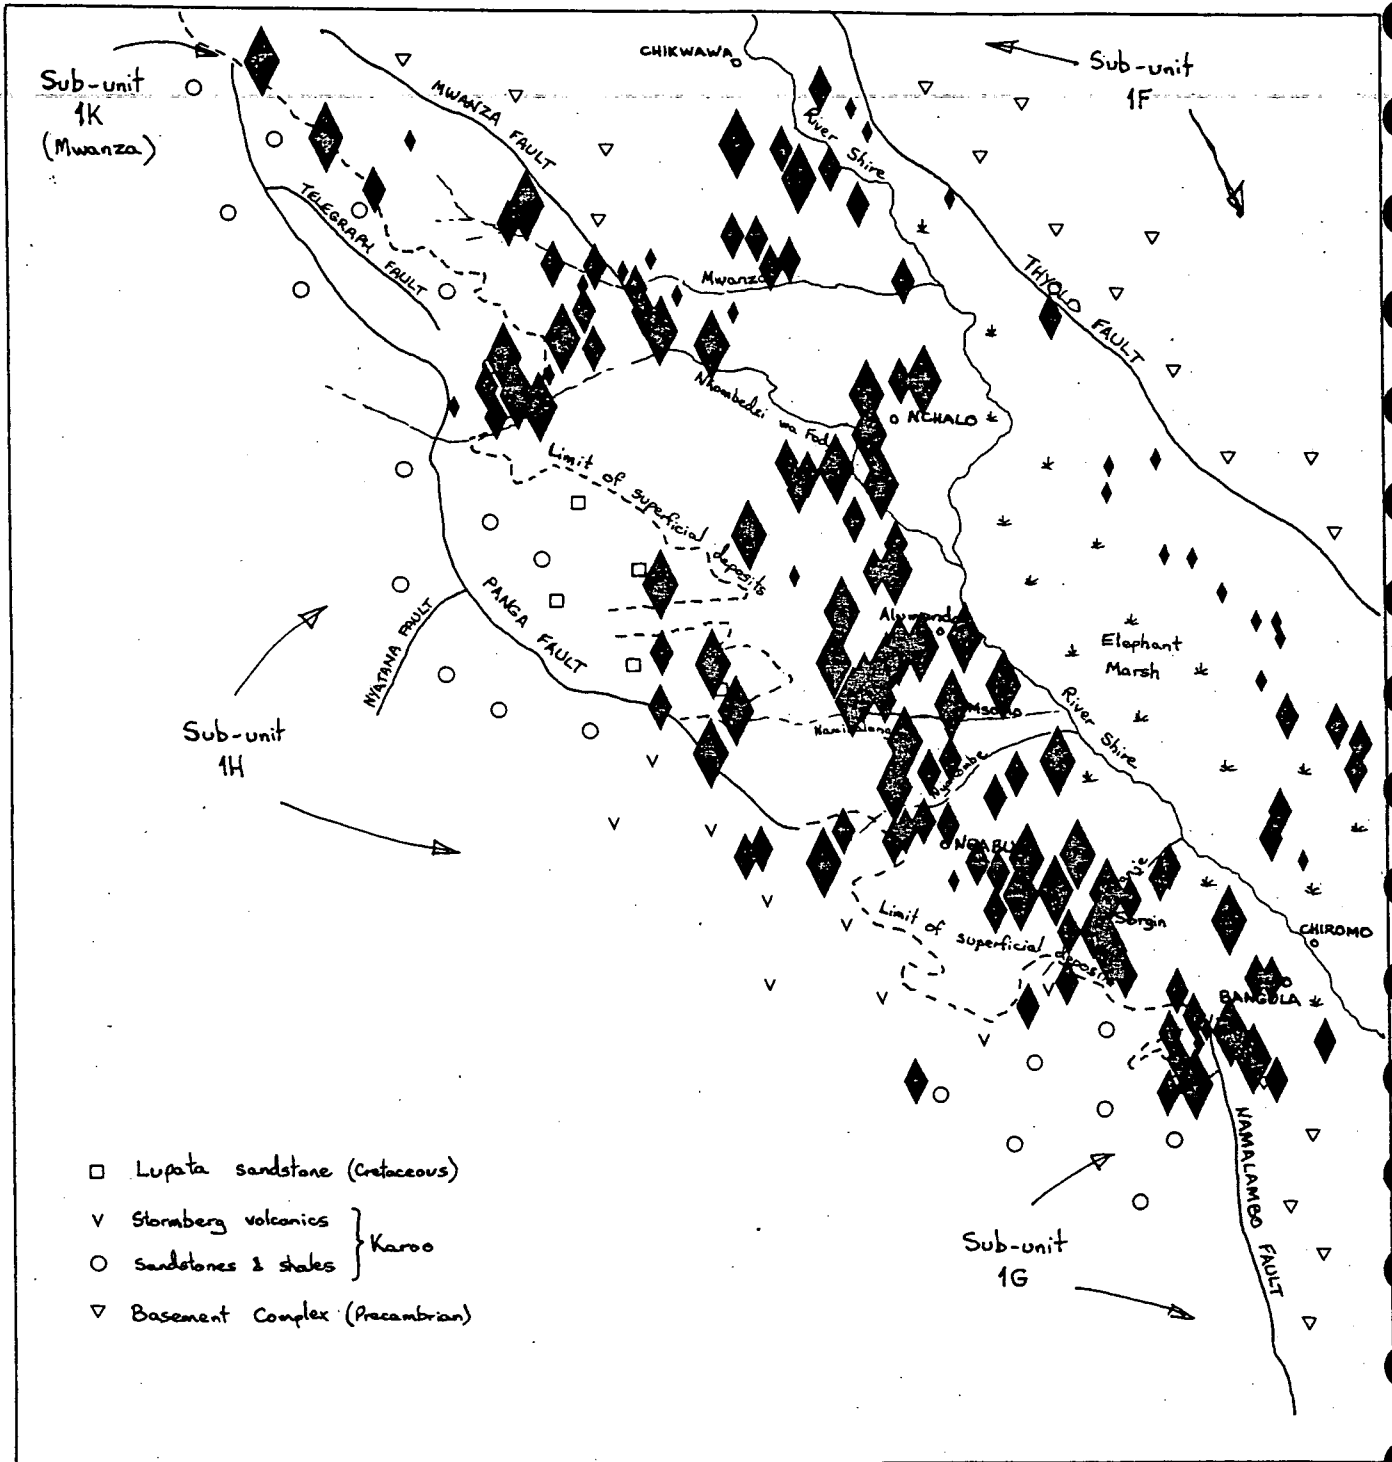 CHIKWAWA
Sub-unit
1F
Sub-unit
1K
(Mwanza)
MWANZA FAULT
River Shire
TELEGRAPH FAULT
Mwanza
THYOLO FAULT
NCHALO
Limit of superficial deposits
Alumenda
Elephant
Marsh
PANGA FAULT
NYATANA FAULT
River Shire
Sub-unit
1H
NGABU
Limit of superficial deposits
Sorgin
CHIROMO
BANGULA
NAMALAMBO FAULT
Sub-unit
1G
Lupata sandstone (Cretaceous)
Stormberg volcanics
Karoo
Sandstones & shales
Basement Complex (Precambrian)